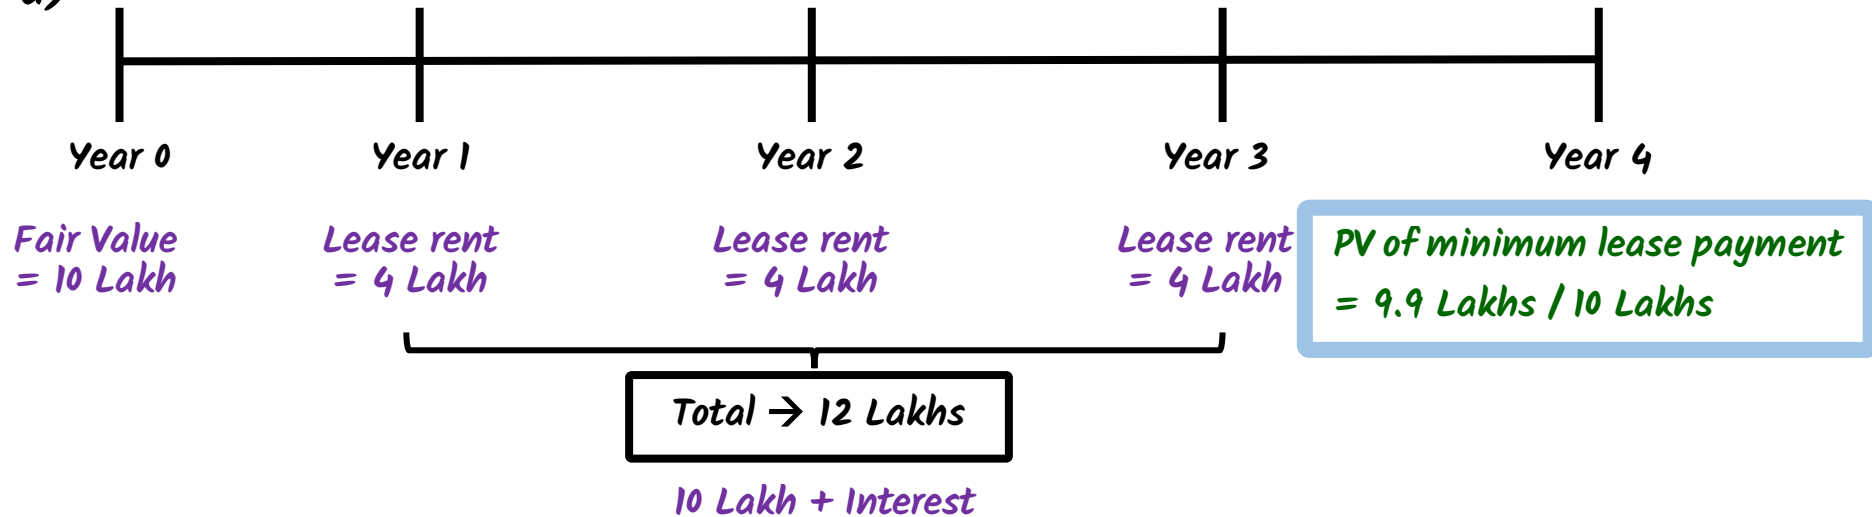 a)
Year 0
Year 1
Year 2
Year 3
Year 4
Fair Value
= 10 Lakh
Lease rent
= 4 Lakh
Lease rent
= 4 Lakh
Lease rent
= 4 Lakh
PV of minimum lease payment
= 9.9 Lakhs / 10 Lakhs
Total → 12 Lakhs
10 Lakh + Interest